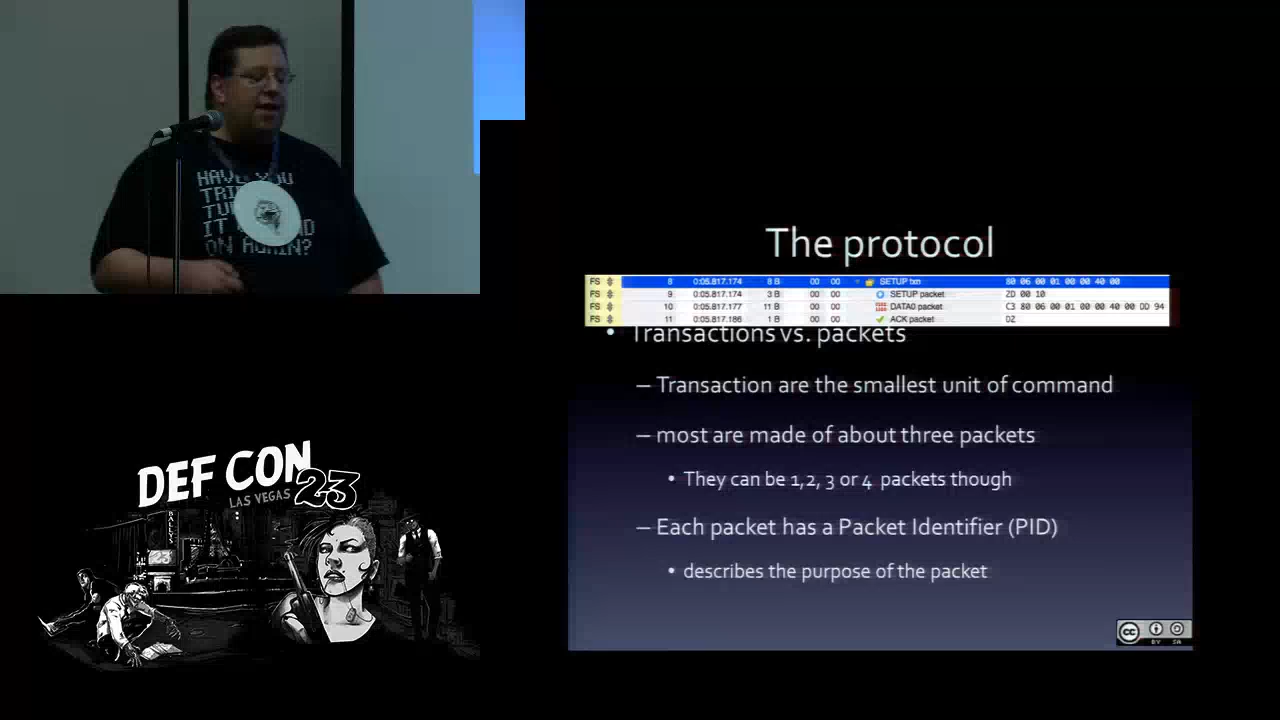 HAVE YOU
TRI
TU
IT
ON AGAIN?
DEF CON
23
LAS VEGAS
BALLY'S
23
The protocol
FS 8 0:05.817.174 8 B 00 00 SETUP txn 80 06 00 01 00 00 40 00
FS 9 0:05.817.174 3 B 00 00 SETUP packet 2D 00 10
FS 10 0:05.817.177 11 B 00 00 DATA0 packet C3 80 06 00 01 00 00 40 00 DD 94
FS 11 0:05.817.186 1 B 00 00 ACK packet D2
• Transactions vs. packets
– Transaction are the smallest unit of command
– most are made of about three packets
• They can be 1,2, 3 or 4 packets though
– Each packet has a Packet Identifier (PID)
• describes the purpose of the packet
cc
BY SA